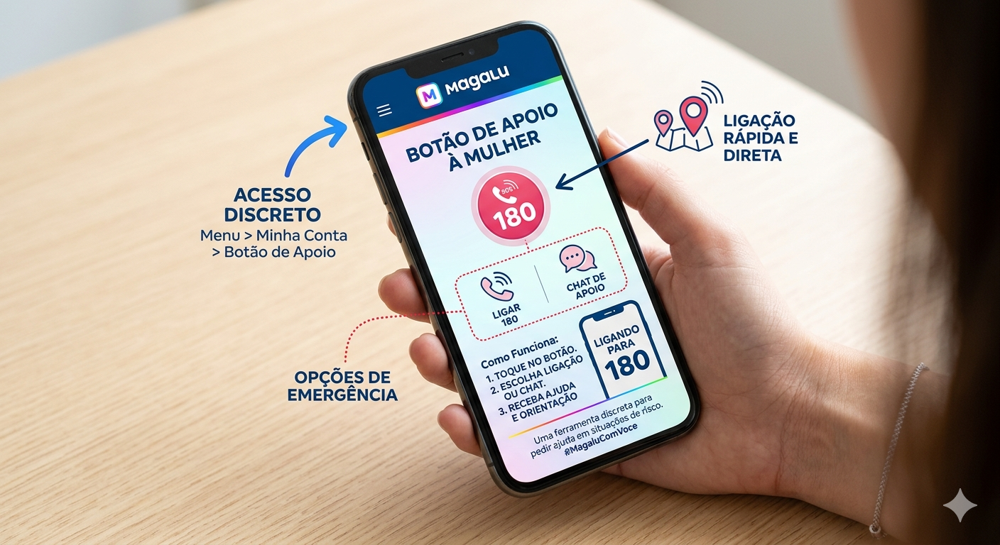 Magalu
BOTÃO DE APOIO
À MULHER
SOS
180
LIGAR
180
CHAT DE
APOIO
Como Funciona:
1. TOQUE NO BOTÃO.
2. ESCOLHA LIGAÇÃO
OU CHAT.
3. RECEBA AJUDA
E ORIENTAÇÃO
LIGANDO
PARA
180
Uma ferramenta discreta para
pedir ajuda em situações de risco.
#MagaluComVoce
ACESSO
DISCRETO
Menu > Minha Conta
> Botão de Apoio
OPÇÕES DE
EMERGÊNCIA
LIGAÇÃO
RÁPIDA E
DIRETA